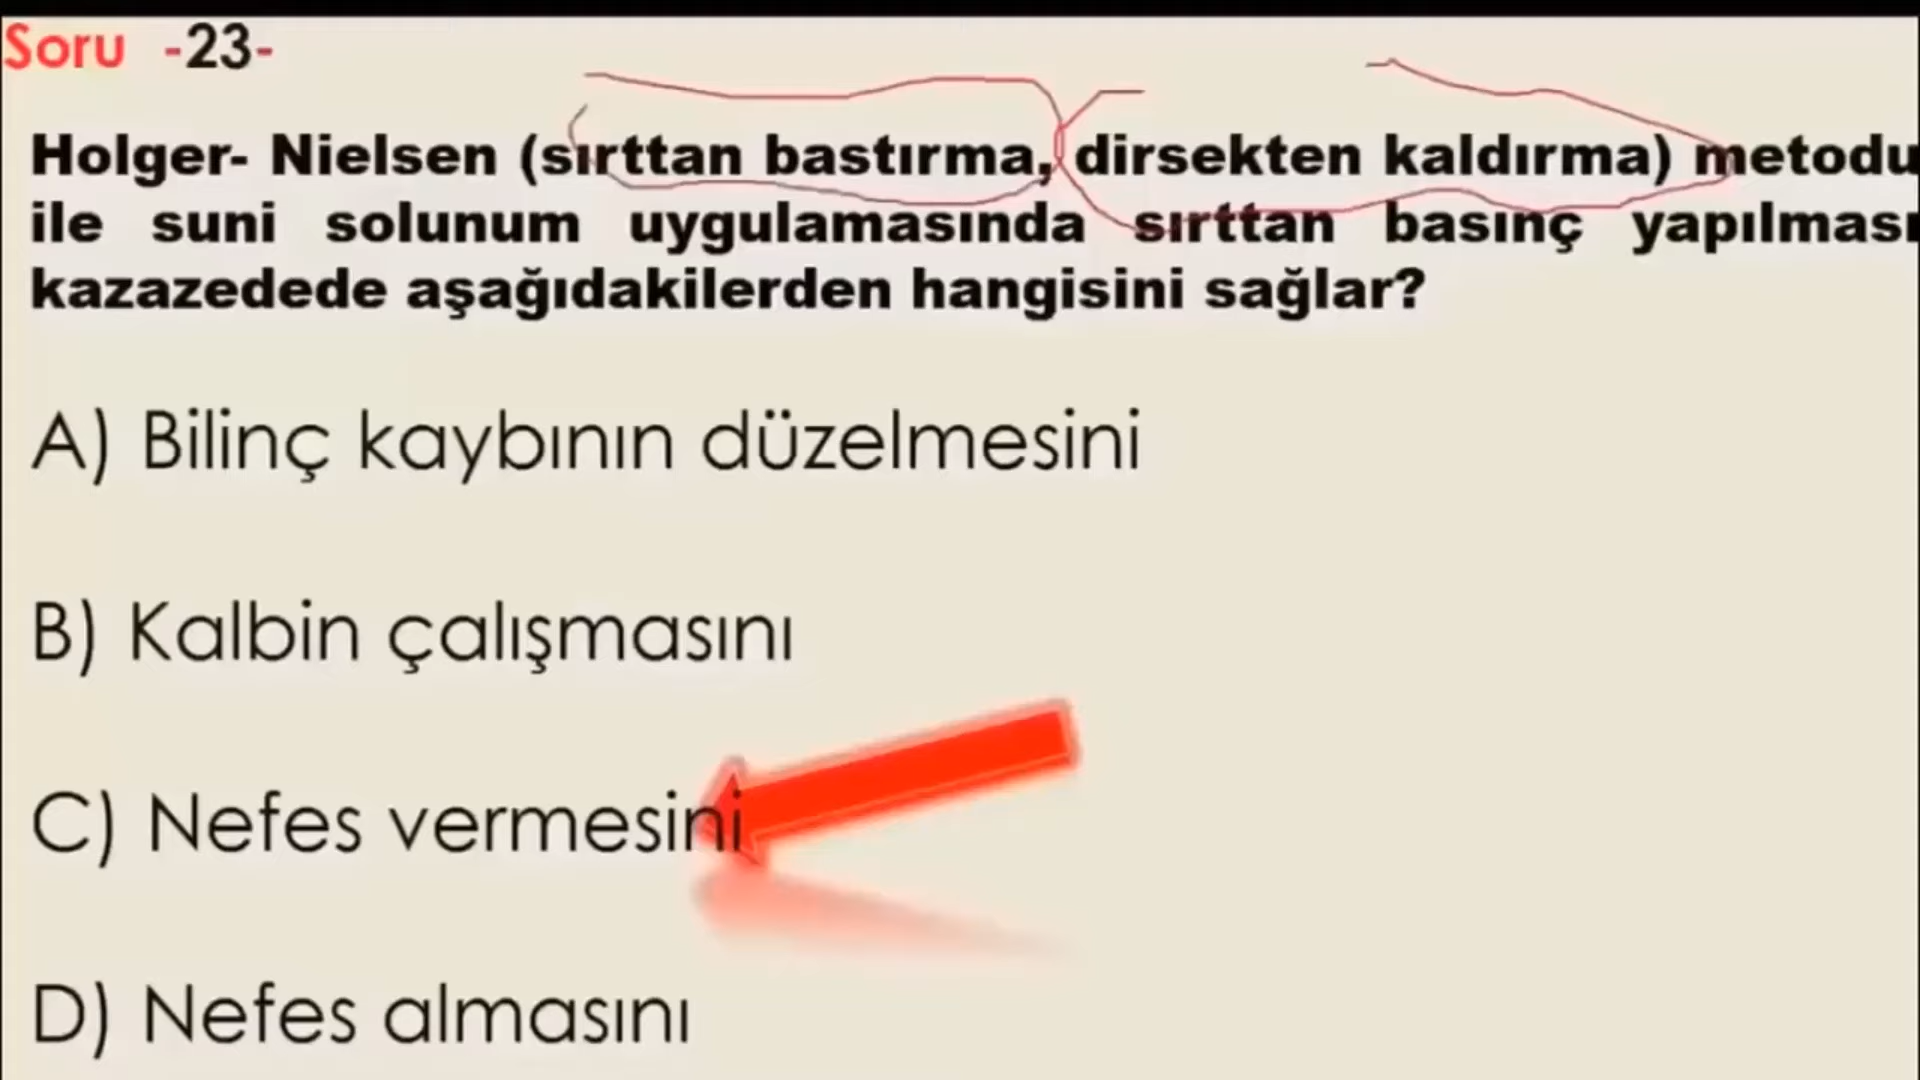 Soru -23-
Holger- Nielsen (sırttan bastırma, dirsekten kaldırma) metodu
ile suni solunum uygulamasında sırttan basınç yapılması
kazazedede aşağıdakilerden hangisini sağlar?
A) Bilinç kaybının düzelmesini
B) Kalbin çalışmasını
C) Nefes vermesini
D) Nefes almasını